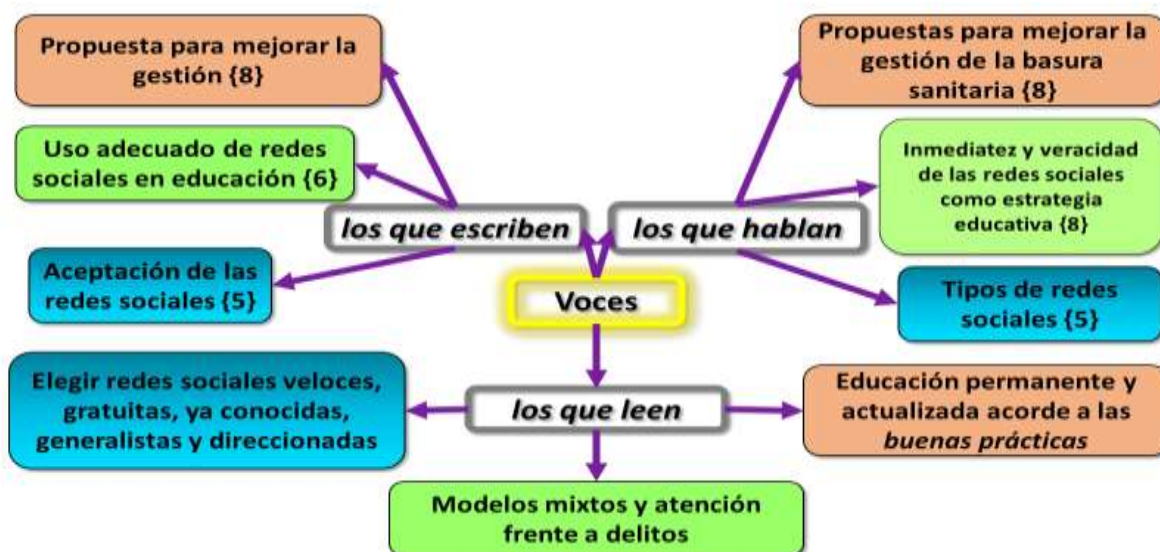 Propuesta para mejorar la
gestión {8}
Propuestas para mejorar la
gestión de la basura
sanitaria {8}
Uso adecuado de redes
sociales en educación {6}
Inmediatez y veracidad
de las redes sociales
como estrategia
educativa {8}
los que escriben
los que hablan
Aceptación de las
redes sociales {5}
Voces
Tipos de redes
sociales {5}
Elegir redes sociales veloces,
gratuitas, ya conocidas,
generalistas y direccionadas
los que leen
Educación permanente y
actualizada acorde a las
buenas prácticas
Modelos mixtos y atención
frente a delitos